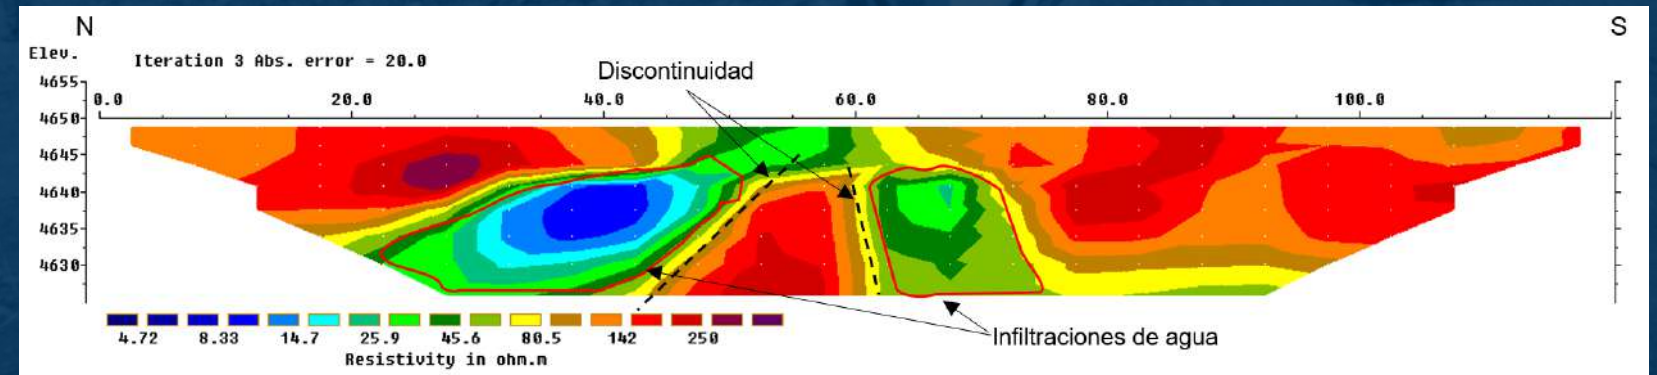 N
S
Elev.
Iteration 3 Abs. error = 20.0
Discontinuidad
4655
0.0 20.0 40.0 60.0 80.0 100.0
4650
4645
4640
4635
4630
4.72 8.33 14.7 25.9 45.6 80.5 142 250
Infiltraciones de agua
Resistivity in ohm.m